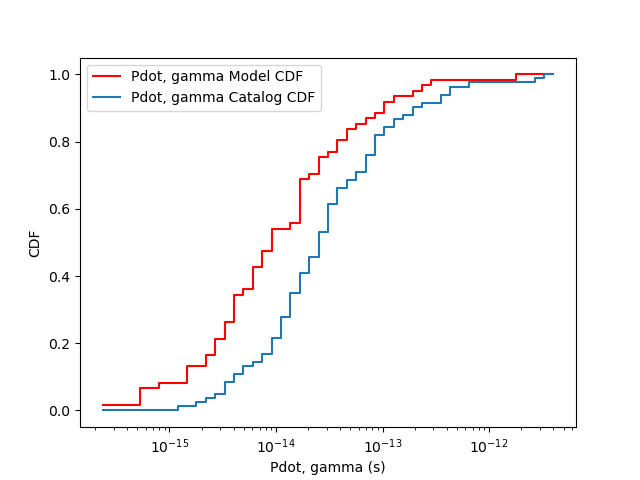 Pdot, gamma Model CDF
Pdot, gamma Catalog CDF
1.0
0.8
0.6
0.4
0.2
0.0
CDF
10⁻¹⁵ 10⁻¹⁴ 10⁻¹³ 10⁻¹²
Pdot, gamma (s)